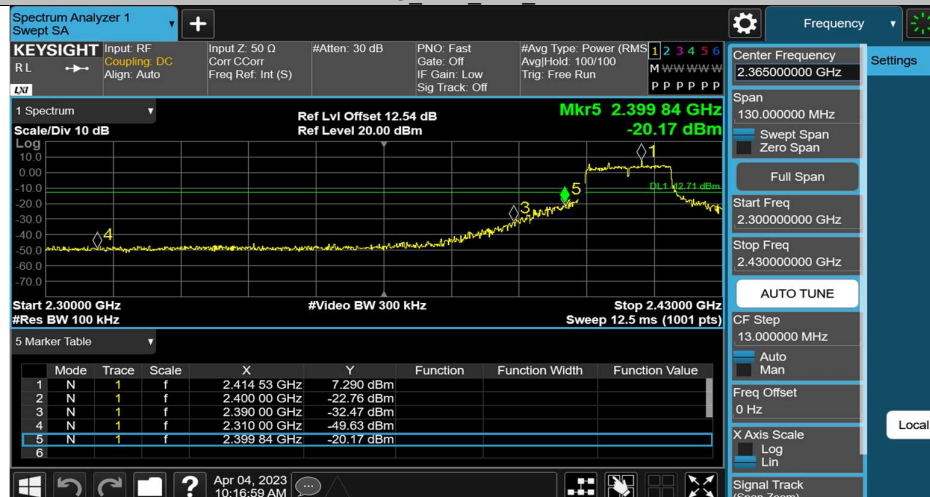 Spectrum Analyzer 1
Swept SA
+
Frequency
KEYSIGHT
RL
LXI
Input: RF
Coupling: DC
Align: Auto
Input Z: 50 Ω
Corr CCorr
Freq Ref: Int (S)
#Atten: 30 dB
PNO: Fast
Gate: Off
IF Gain: Low
Sig Track: Off
#Avg Type: Power (RMS
Avg|Hold: 100/100
Trig: Free Run
1 2 3 4 5 6
M W W W W W
P P P P P P
1 Spectrum
Scale/Div 10 dB
Ref Lvl Offset 12.54 dB
Ref Level 20.00 dBm
Mkr5 2.399 84 GHz
-20.17 dBm
Log
10.0
0.00
-10.0
-20.0
-30.0
-40.0
-50.0
-60.0
-70.0
1
5
3
4
Start 2.30000 GHz
#Res BW 100 kHz
#Video BW 300 kHz
Stop 2.43000 GHz
Sweep 12.5 ms (1001 pts)
5 Marker Table
Mode Trace Scale X Y Function Function Width Function Value
1 N 1 f 2.414 53 GHz 7.290 dBm
2 N 1 f 2.400 00 GHz -22.76 dBm
3 N 1 f 2.390 00 GHz -32.47 dBm
4 N 1 f 2.310 00 GHz -49.63 dBm
5 N 1 f 2.399 84 GHz -20.17 dBm
6
?
Apr 04, 2023
10:16:59 AM
Center Frequency
2.365000000 GHz
Span
130.000000 MHz
Swept Span
Zero Span
Full Span
Start Freq
2.300000000 GHz
Stop Freq
2.430000000 GHz
AUTO TUNE
CF Step
13.000000 MHz
Auto
Man
Freq Offset
0 Hz
X Axis Scale
Log
Lin
Signal Track
(Span Zoom)
Settings
Local